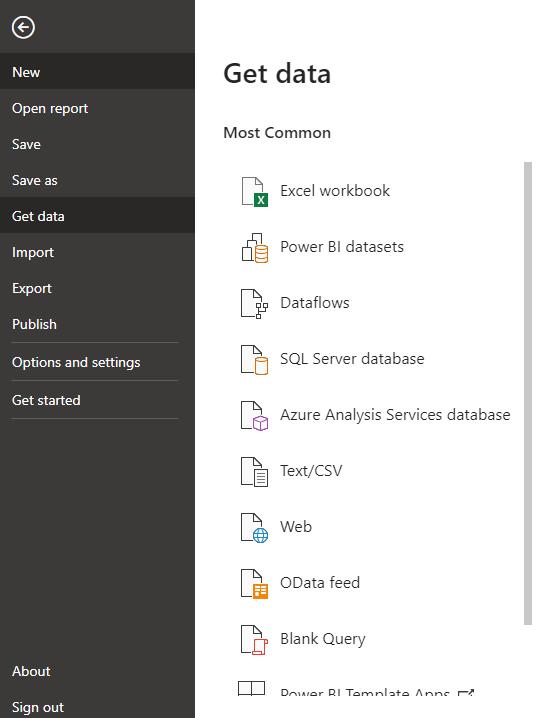 New
Open report
Save
Save as
Get data
Import
Export
Publish
Options and settings
Get started
About
Sign out
Get data
Most Common
Excel workbook
Power BI datasets
Dataflows
SQL Server database
Azure Analysis Services database
Text/CSV
Web
OData feed
Blank Query
Power BI Template Apps